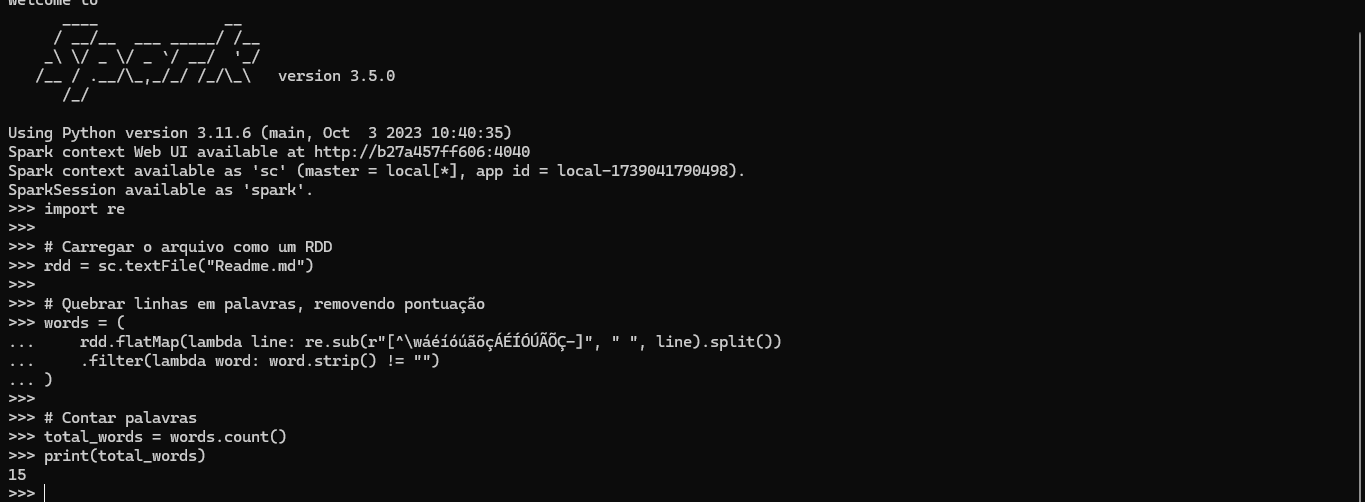 Welcome to
      ____              __
     / __/__  ___ _____/ /__
    _\ \/ _ \/ _ `/ __/  '_/
   /__ / .__/\_,_/_/ /_/\_\   version 3.5.0
      /_/
Using Python version 3.11.6 (main, Oct  3 2023 10:40:35)
Spark context Web UI available at http://b27a457ff606:4040
Spark context available as 'sc' (master = local[*], app id = local-1739041790498).
SparkSession available as 'spark'.
>>> import re
>>>
>>> # Carregar o arquivo como um RDD
>>> rdd = sc.textFile("Readme.md")
>>>
>>> # Quebrar linhas em palavras, removendo pontuação
>>> words = (
...     rdd.flatMap(lambda line: re.sub(r"[^\wáéíóúãõçÁÉÍÓÚÃÕÇ-]", " ", line).split())
...     .filter(lambda word: word.strip() != "")
... )
>>>
>>> # Contar palavras
>>> total_words = words.count()
>>> print(total_words)
15
>>>